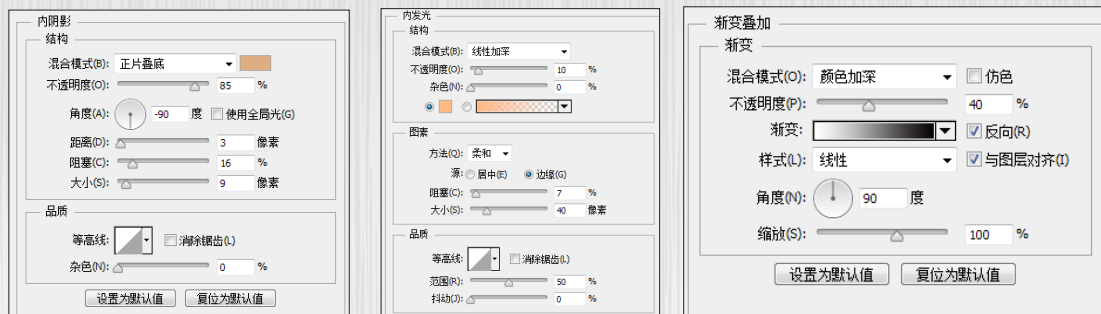 内阴影
结构
混合模式(B): 正片叠底
不透明度(O): 85 %
角度(A): -90 度 使用全局光(G)
距离(D): 3 像素
阻塞(C): 16 %
大小(S): 9 像素
品质
等高线: 消除锯齿(L)
杂色(N): 0 %
设置为默认值 复位为默认值
内发光
结构
混合模式(B): 线性加深
不透明度(O): 10 %
杂色(N): 0 %
图素
方法(Q): 柔和
源: 居中(E) 边缘(G)
阻塞(C): 7 %
大小(S): 40 像素
品质
等高线: 消除锯齿(L)
范围(R): 50 %
抖动(J): 0 %
渐变叠加
渐变
混合模式(O): 颜色加深 仿色
不透明度(P): 40 %
渐变: 反向(R)
样式(L): 线性 与图层对齐(I)
角度(N): 90 度
缩放(S): 100 %
设置为默认值 复位为默认值